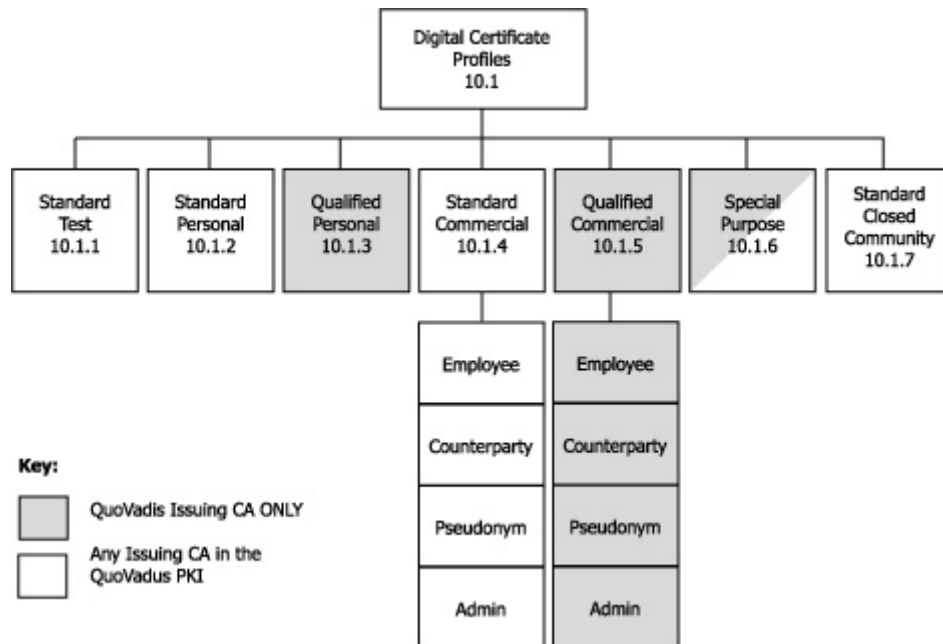 Digital Certificate
Profiles
10.1
Standard
Test
10.1.1
Standard
Personal
10.1.2
Qualified
Personal
10.1.3
Standard
Commercial
10.1.4
Qualified
Commercial
10.1.5
Special
Purpose
10.1.6
Standard
Closed
Community
10.1.7
Employee
Counterparty
Pseudonym
Admin
Employee
Counterparty
Pseudonym
Admin
Key:
QuoVadis Issuing CA ONLY
Any Issuing CA in the
QuoVadus PKI